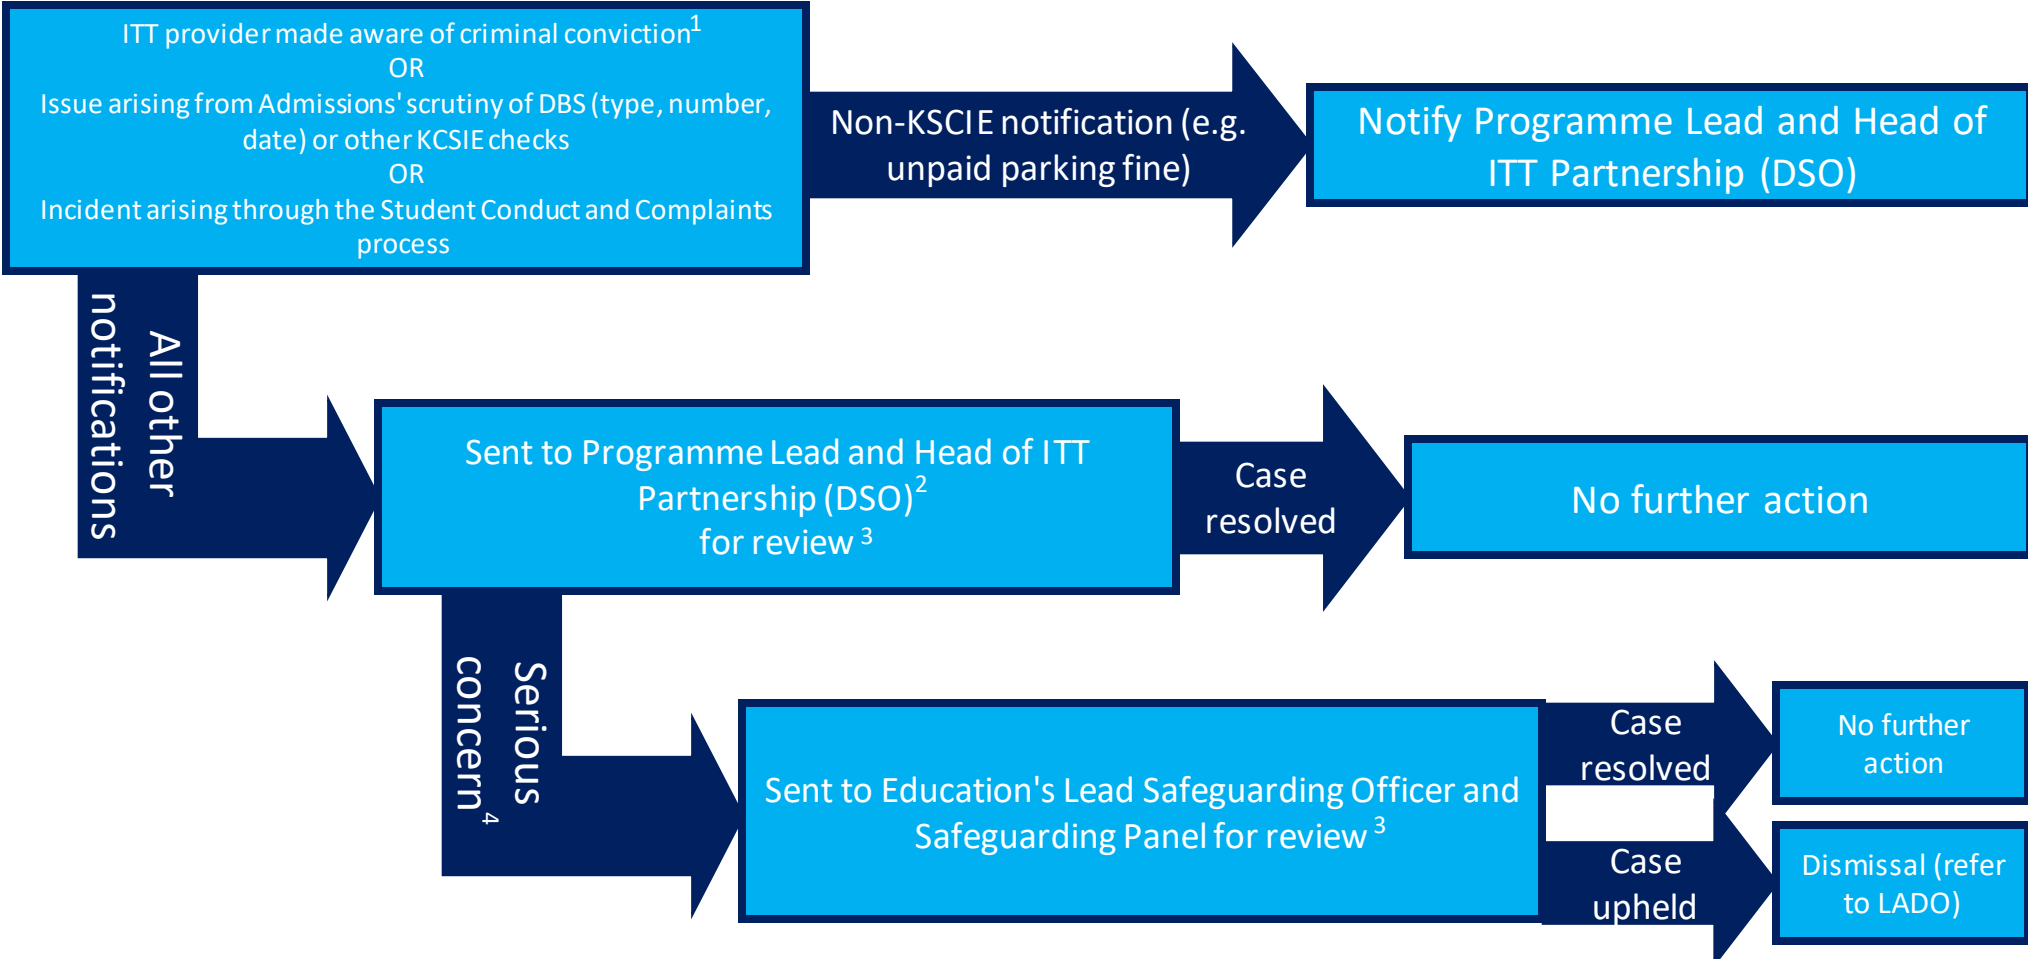 ITT provider made aware of criminal conviction1
OR
Issue arising from Admissions' scrutiny of DBS (type, number,
date) or other KCSIE checks
OR
Incident arising through the Student Conduct and Complaints
process
Non-KSCIE notification (e.g.
unpaid parking fine)
Notify Programme Lead and Head of
ITT Partnership (DSO)
All other
notifications
Sent to Programme Lead and Head of ITT
Partnership (DSO)2
for review 3
Case
resolved
No further action
Serious
concern4
Sent to Education's Lead Safeguarding Officer and
Safeguarding Panel for review 3
Case
resolved
No further
action
Case
upheld
Dismissal (refer
to LADO)